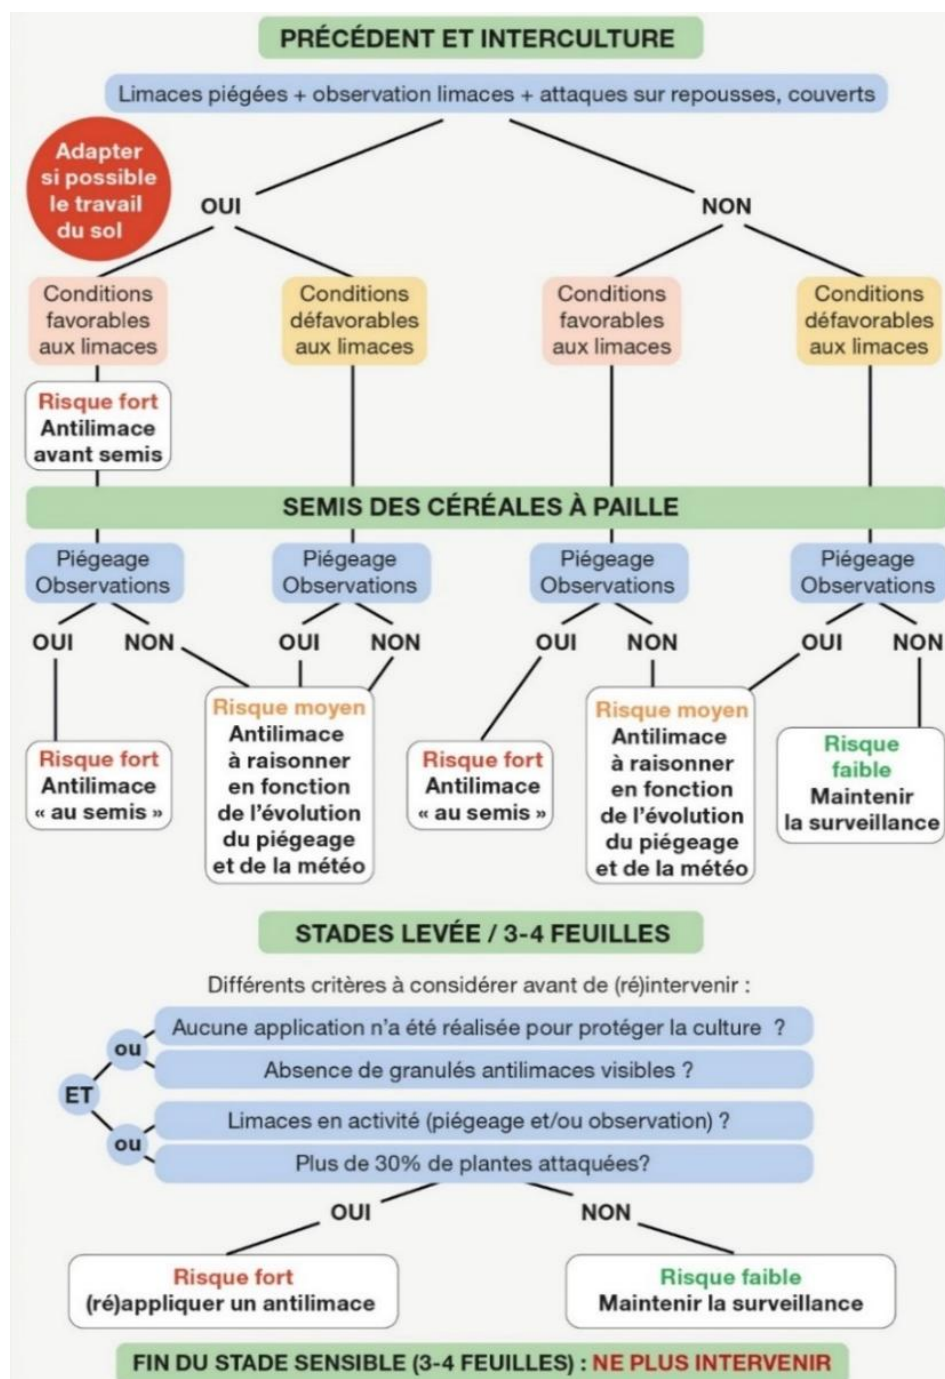 PRÉCÉDENT ET INTERCULTURE
Limaces piégées + observation limaces + attaques sur repousses, couverts
Adapter
si possible
le travail
du sol
OUI
NON
Conditions
favorables
aux limaces
Conditions
défavorables
aux limaces
Conditions
favorables
aux limaces
Conditions
défavorables
aux limaces
Risque fort
Antilimace
avant semis
SEMIS DES CÉRÉALES À PAILLE
Piégeage
Observations
Piégeage
Observations
Piégeage
Observations
Piégeage
Observations
OUI
NON
OUI
NON
OUI
NON
OUI
NON
Risque fort
Antilimace
« au semis »
Risque moyen
Antilimace
à raisonner
en fonction
de l'évolution
du piégeage
et de la météo
Risque fort
Antilimace
« au semis »
Risque moyen
Antilimace
à raisonner
en fonction
de l'évolution
du piégeage
et de la météo
Risque
faible
Maintenir
la surveillance
STADES LEVÉE / 3-4 FEUILLES
Différents critères à considérer avant de (ré)intervenir :
Aucune application n'a été réalisée pour protéger la culture ?
ou
Absence de granulés antilimaces visibles ?
ET
Limaces en activité (piégeage et/ou observation) ?
ou
Plus de 30% de plantes attaquées?
OUI
NON
Risque fort
(ré)appliquer un antilimace
Risque faible
Maintenir la surveillance
FIN DU STADE SENSIBLE (3-4 FEUILLES) : NE PLUS INTERVENIR